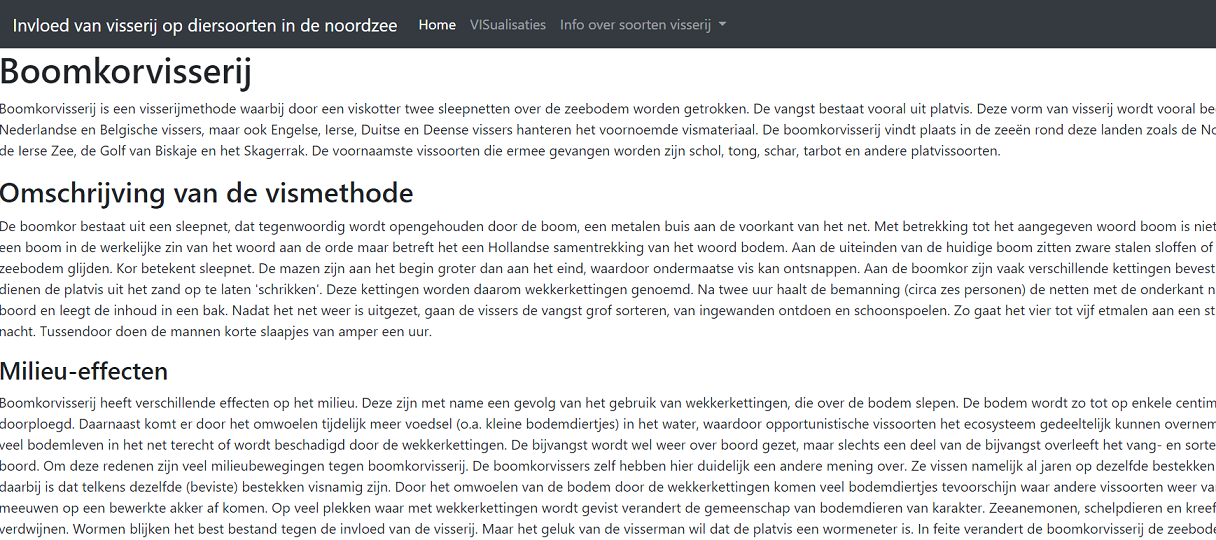 Invloed van visserij op diersoorten in de noordzee Home VISualisaties Info over soorten visserij
Boomkorvisserij
Boomkorvisserij is een visserijmethode waarbij door een viskotter twee sleepnetten over de zeebodem worden getrokken. De vangst bestaat vooral uit platvis. Deze vorm van visserij wordt vooral
Nederlandse en Belgische vissers, maar ook Engelse, Ierse, Duitse en Deense vissers hanteren het voornoemde vismateriaal. De boomkorvisserij vindt plaats in de zeeën rond deze landen zoals de
de Ierse Zee, de Golf van Biskaje en het Skagerrak. De voornaamste vissoorten die ermee gevangen worden zijn schol, tong, schar, tarbot en andere platvissoorten.
Omschrijving van de vismethode
De boomkor bestaat uit een sleepnet, dat tegenwoordig wordt opengehouden door de boom, een metalen buis aan de voorkant van het net. Met betrekking tot het aangegeven woord boom is niet
een boom in de werkelijke zin van het woord aan de orde maar betreft het een Hollandse samentrekking van het woord bodem. Aan de uiteinden van de huidige boom zitten zware stalen sloffen of
zeebodem glijden. Kor betekent sleepnet. De mazen zijn aan het begin groter dan aan het eind, waardoor ondermaatse vis kan ontsnappen. Aan de boomkor zijn vaak verschillende kettingen
dienen de platvis uit het zand op te laten 'schrikken'. Deze kettingen worden daarom wekkerkettingen genoemd. Na twee uur haalt de bemanning (circa zes personen) de netten met de onderkant
boord en leegt de inhoud in een bak. Nadat het net weer is uitgezet, gaan de vissers de vangst grof sorteren, van ingewanden ontdoen en schoonspoelen. Zo gaat het vier tot vijf etmalen aan een
nacht. Tussendoor doen de mannen korte slaapjes van amper een uur.
Milieu-effecten
Boomkorvisserij heeft verschillende effecten op het milieu. Deze zijn met name een gevolg van het gebruik van wekkerkettingen, die over de bodem slepen. De bodem wordt zo tot op enkele
doorploegd. Daarnaast komt er door het omwoelen tijdelijk meer voedsel (o.a. kleine bodemdiertjes) in het water, waardoor opportunistische vissoorten het ecosysteem gedeeltelijk kunnen
veel bodemleven in het net terecht of wordt beschadigd door de wekkerkettingen. De bijvangst wordt wel weer over boord gezet, maar slechts een deel van de bijvangst overleeft het vang- en
boord. Om deze redenen zijn veel milieubewegingen tegen boomkorvisserij. De boomkorvissers zelf hebben hier duidelijk een andere mening over. Ze vissen namelijk al jaren op dezelfde bestekken
daarbij is dat telkens dezelfde (beviste) bestekken visnamig zijn. Door het omwoelen van de bodem door de wekkerkettingen komen veel bodemdiertjes tevoorschijn waar andere vissoorten weer
meeuwen op een bewerkte akker af komen. Op veel plekken waar met wekkerkettingen wordt gevist verandert de gemeenschap van bodemdieren van karakter. Zeeanemonen, schelpdieren en
verdwijnen. Wormen blijken het best bestand tegen de invloed van de visserij. Maar het geluk van de visserman wil dat de platvis een wormeneter is. In feite verandert de boomkorvisserij de